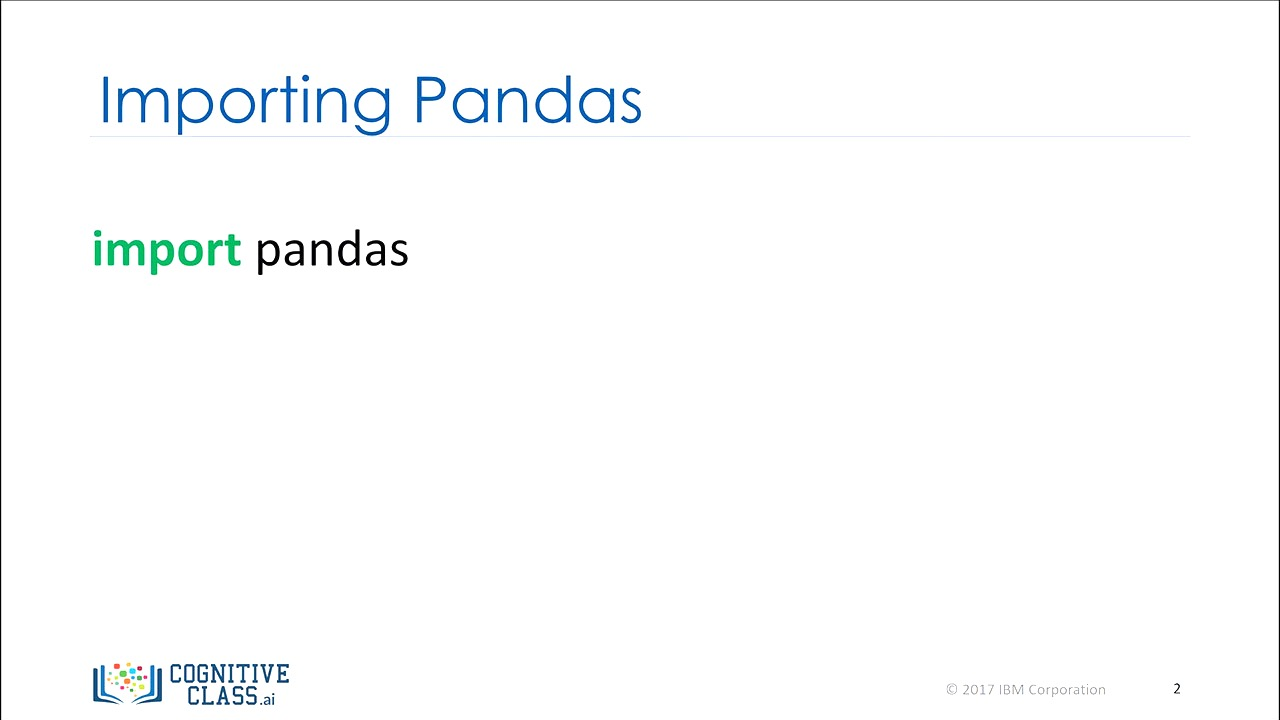 Importing Pandas
import pandas
COGNITIVE
CLASS.ai
© 2017 IBM Corporation
2